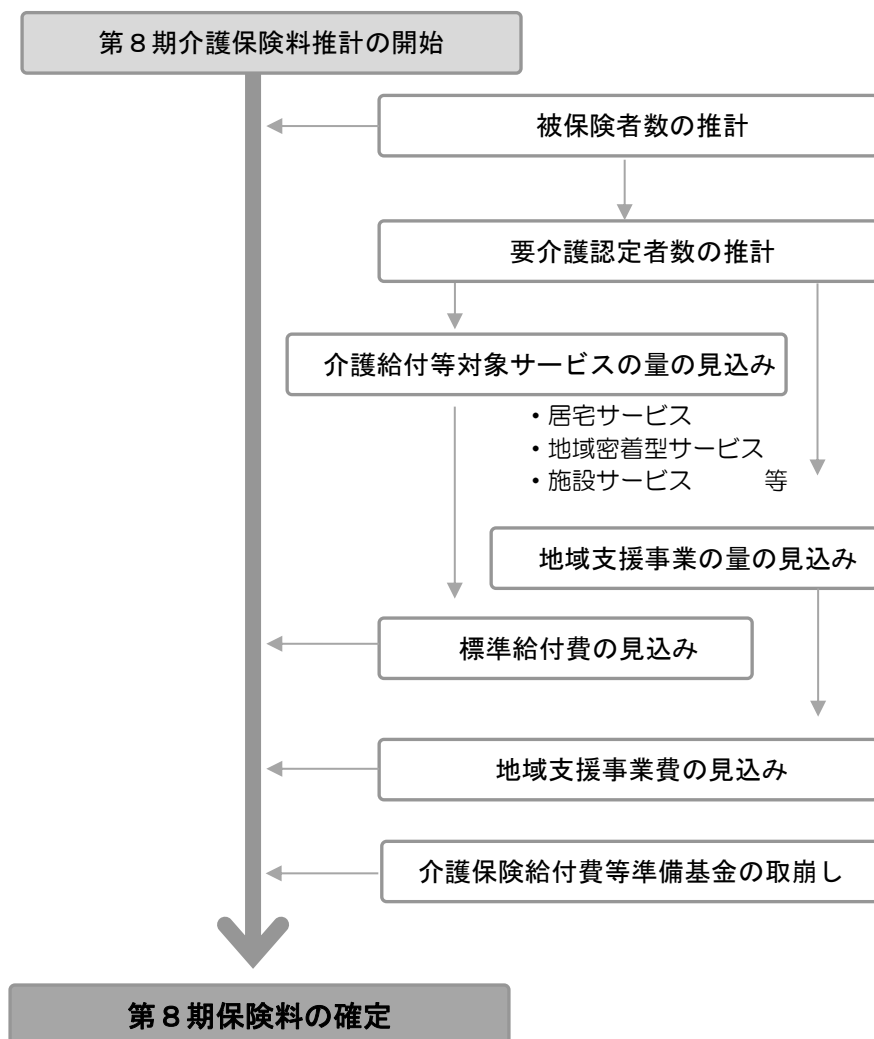 第８期介護保険料推計の開始
被保険者数の推計
要介護認定者数の推計
介護給付等対象サービスの量の見込み
・居宅サービス
・地域密着型サービス
・施設サービス　　　等
地域支援事業の量の見込み
標準給付費の見込み
地域支援事業費の見込み
介護保険給付費等準備基金の取崩し
第８期保険料の確定